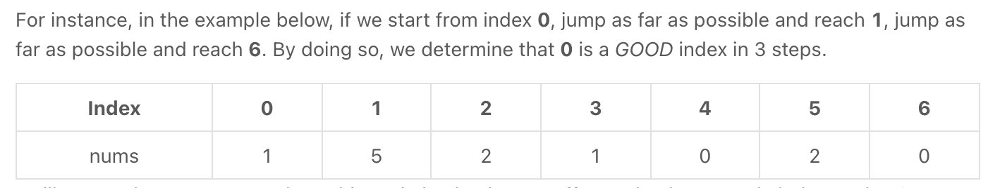 For instance, in the example below, if we start from index 0, jump as far as possible and reach 1, jump as
far as possible and reach 6. By doing so, we determine that 0 is a GOOD index in 3 steps.
Index 0 1 2 3 4 5 6
nums 1 5 2 1 0 2 0